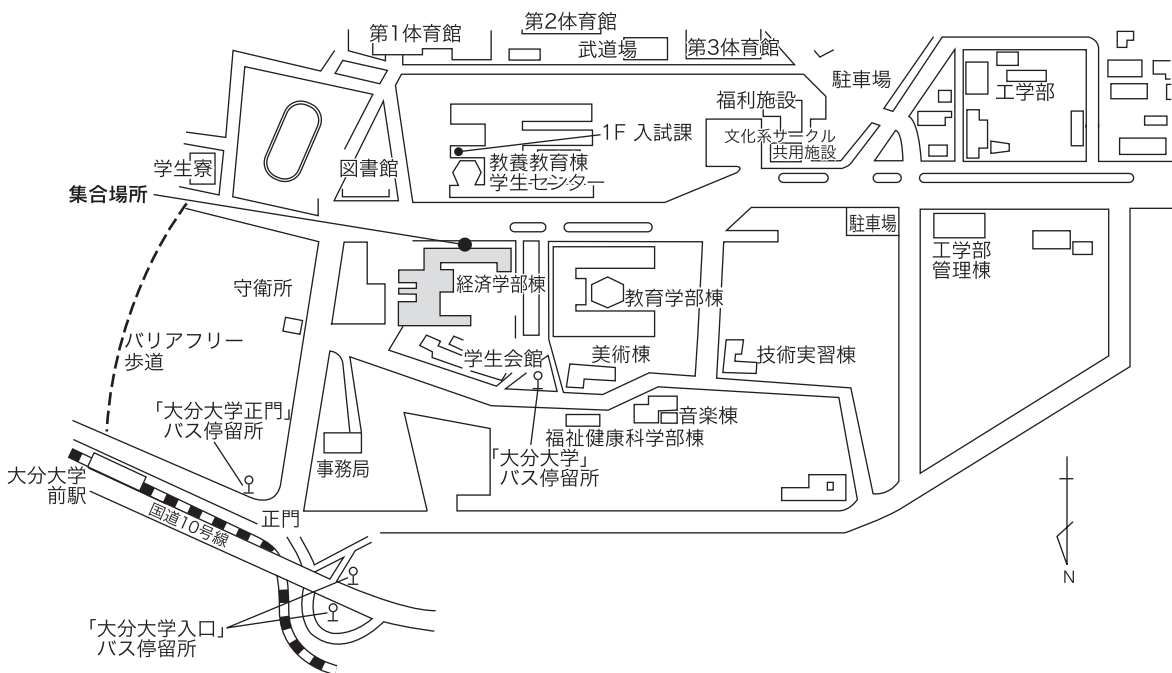 第1体育館
第2体育館
武道場
第3体育館
駐車場
工学部
福利施設
1F 入試課
文化系サークル
共用施設
教養教育棟
学生センター
図書館
学生寮
集合場所
駐車場
工学部
管理棟
守衛所
経済学部棟
教育学部棟
バリアフリー
歩道
学生会館
美術棟
技術実習棟
「大分大学正門」
バス停留所
音楽棟
福祉健康科学部棟
「大分大学」
バス停留所
事務局
大分大学
前駅
国道10号線
正門
N
「大分大学入口」
バス停留所